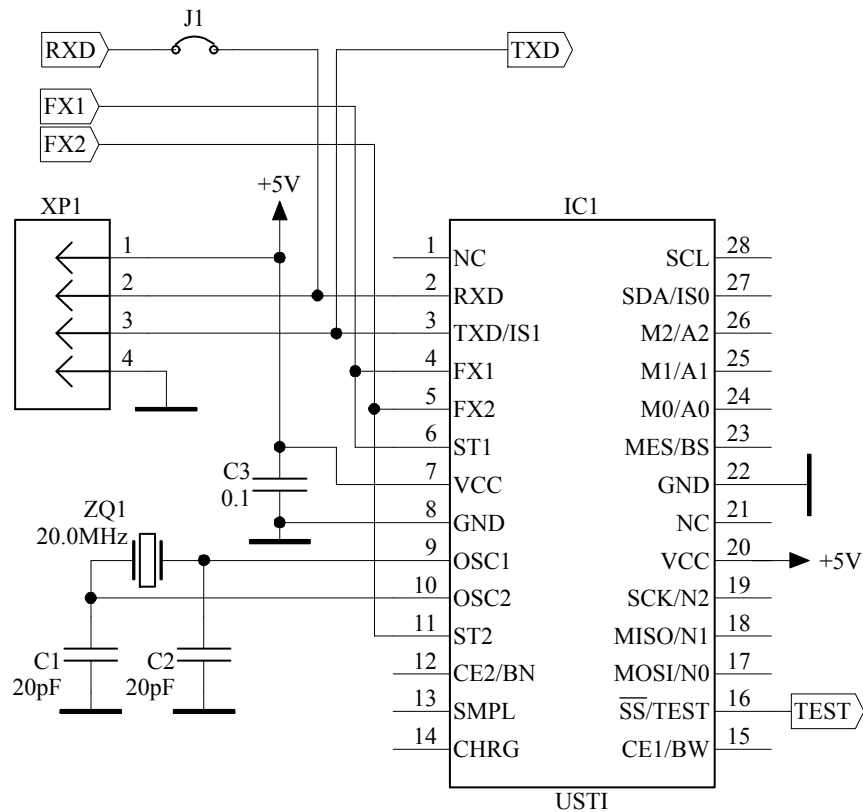 J1
RXD TXD
FX1
FX2
+5V
XP1 IC1
1 1 NC SCL 28
2 2 RXD SDA/IS0 27
3 3 TXD/IS1 M2/A2 26
4 4 FX1 M1/A1 25
5 FX2 M0/A0 24
6 ST1 MES/BS 23
C3 7 VCC GND 22
0.1
8 GND NC 21
ZQ1
20.0MHz 9 OSC1 VCC 20 +5V
10 OSC2 SCK/N2 19
11 ST2 MISO/N1 18
C1 C2
20pF 20pF 12 CE2/BN MOSI/N0 17
13 SMPL S̅S̅/TEST 16 TEST
14 CHRG CE1/BW 15
USTI